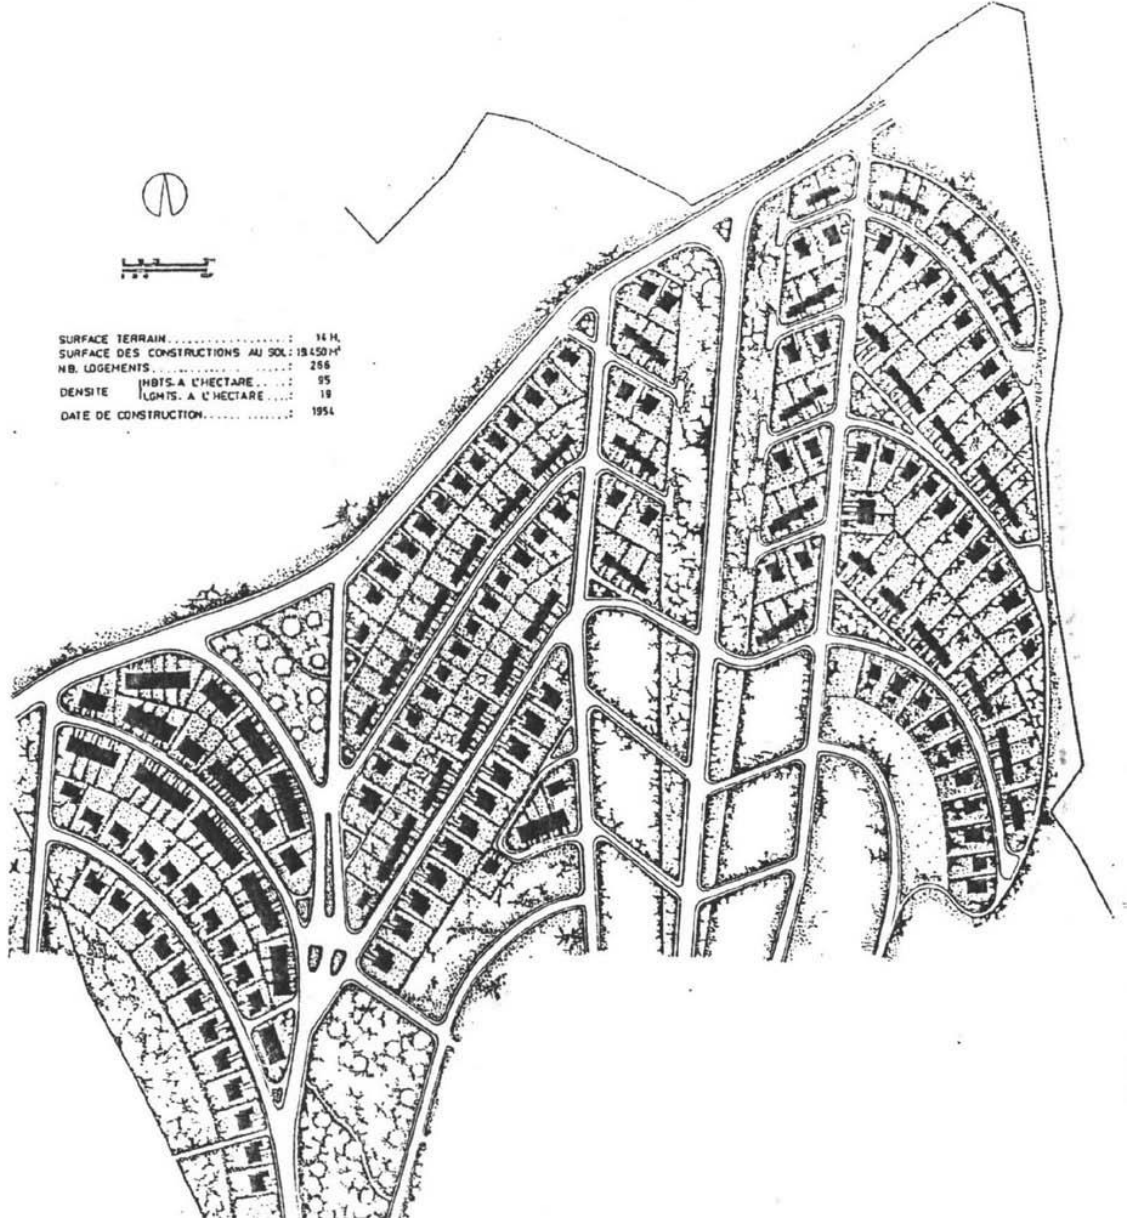 SURFACE TERRAIN..................: 14 H.
SURFACE DES CONSTRUCTIONS AU SOL: 19.450 M²
NB. LOGEMENTS..................: 266
DENSITE HBTS. A L'HECTARE....: 95
LGMTS. A L'HECTARE....: 19
DATE DE CONSTRUCTION............: 1954